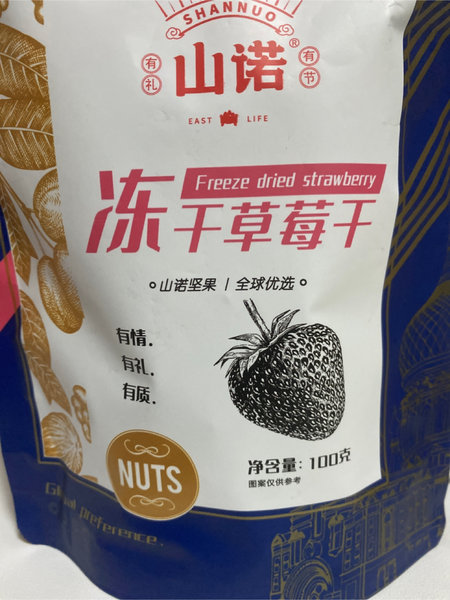 SHANNUO
有礼 山诺® 有节
EAST LIFE
Freeze dried strawberry
冻干草莓干
山诺坚果 | 全球优选
有情.
有礼.
有质.
NUTS
净含量: 100克
图案仅供参考
Global preference.